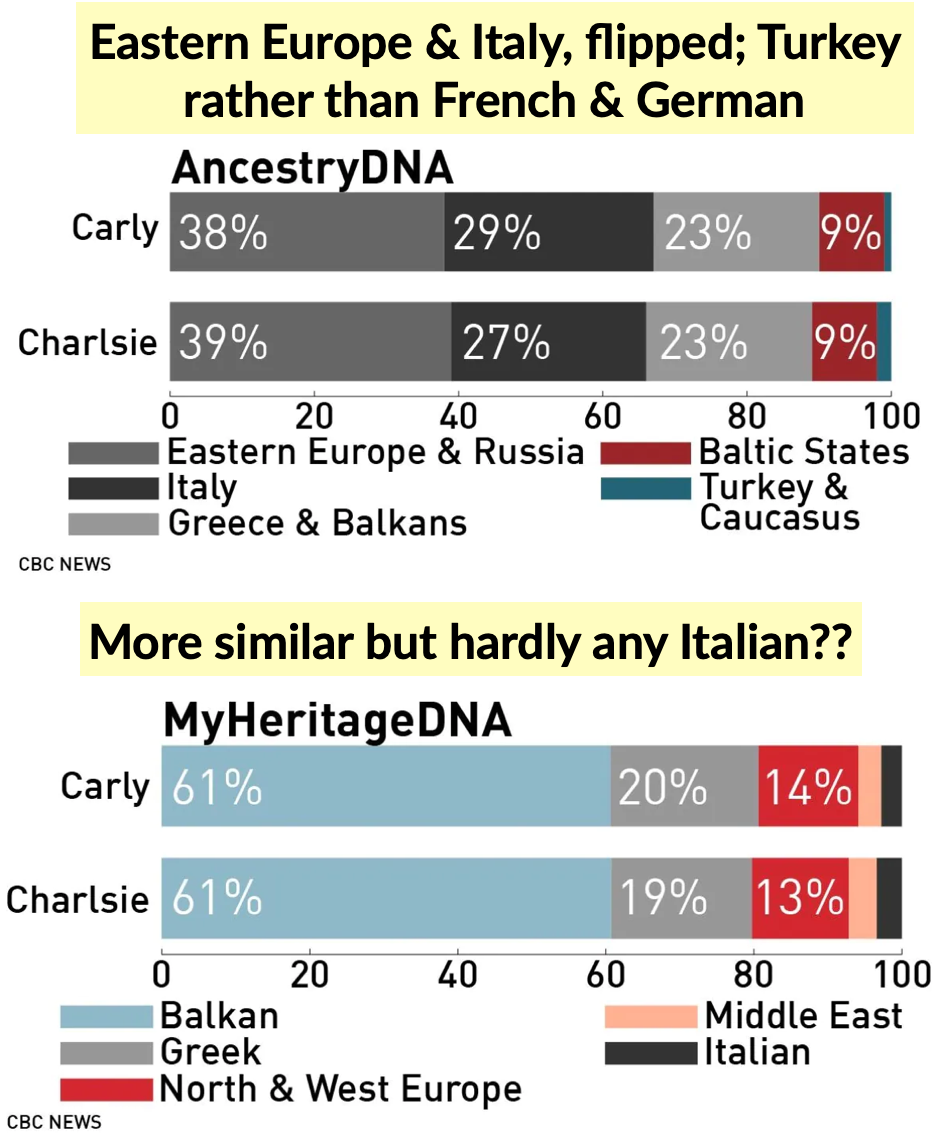 Eastern Europe & Italy, flipped; Turkey
rather than French & German
AncestryDNA
Carly 38% 29% 23% 9%
Charlsie 39% 27% 23% 9%
0 20 40 60 80 100
Eastern Europe & Russia
Italy
Greece & Balkans
Baltic States
Turkey &
Caucasus
CBC NEWS
More similar but hardly any Italian??
MyHeritageDNA
Carly 61% 20% 14%
Charlsie 61% 19% 13%
0 20 40 60 80 100
Balkan
Greek
North & West Europe
Middle East
Italian
CBC NEWS